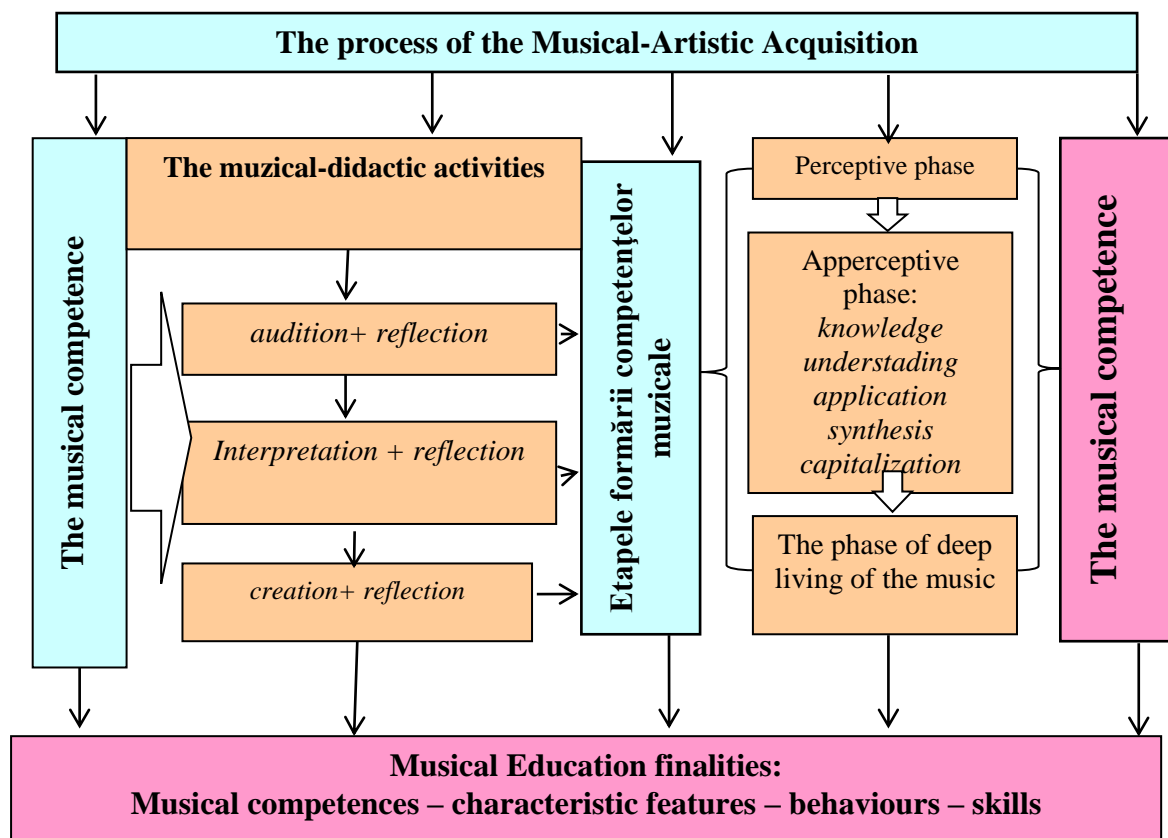 The process of the Musical-Artistic Acquisition
The musical competence
The muzical-didactic activities
audition+ reflection
Interpretation + reflection
creation+ reflection
Etapele formării competenţelor
muzicale
Perceptive phase
Apperceptive
phase:
knowledge
understading
application
synthesis
capitalization
The phase of deep
living of the music
The musical competence
Musical Education finalities:
Musical competences – characteristic features – behaviours – skills